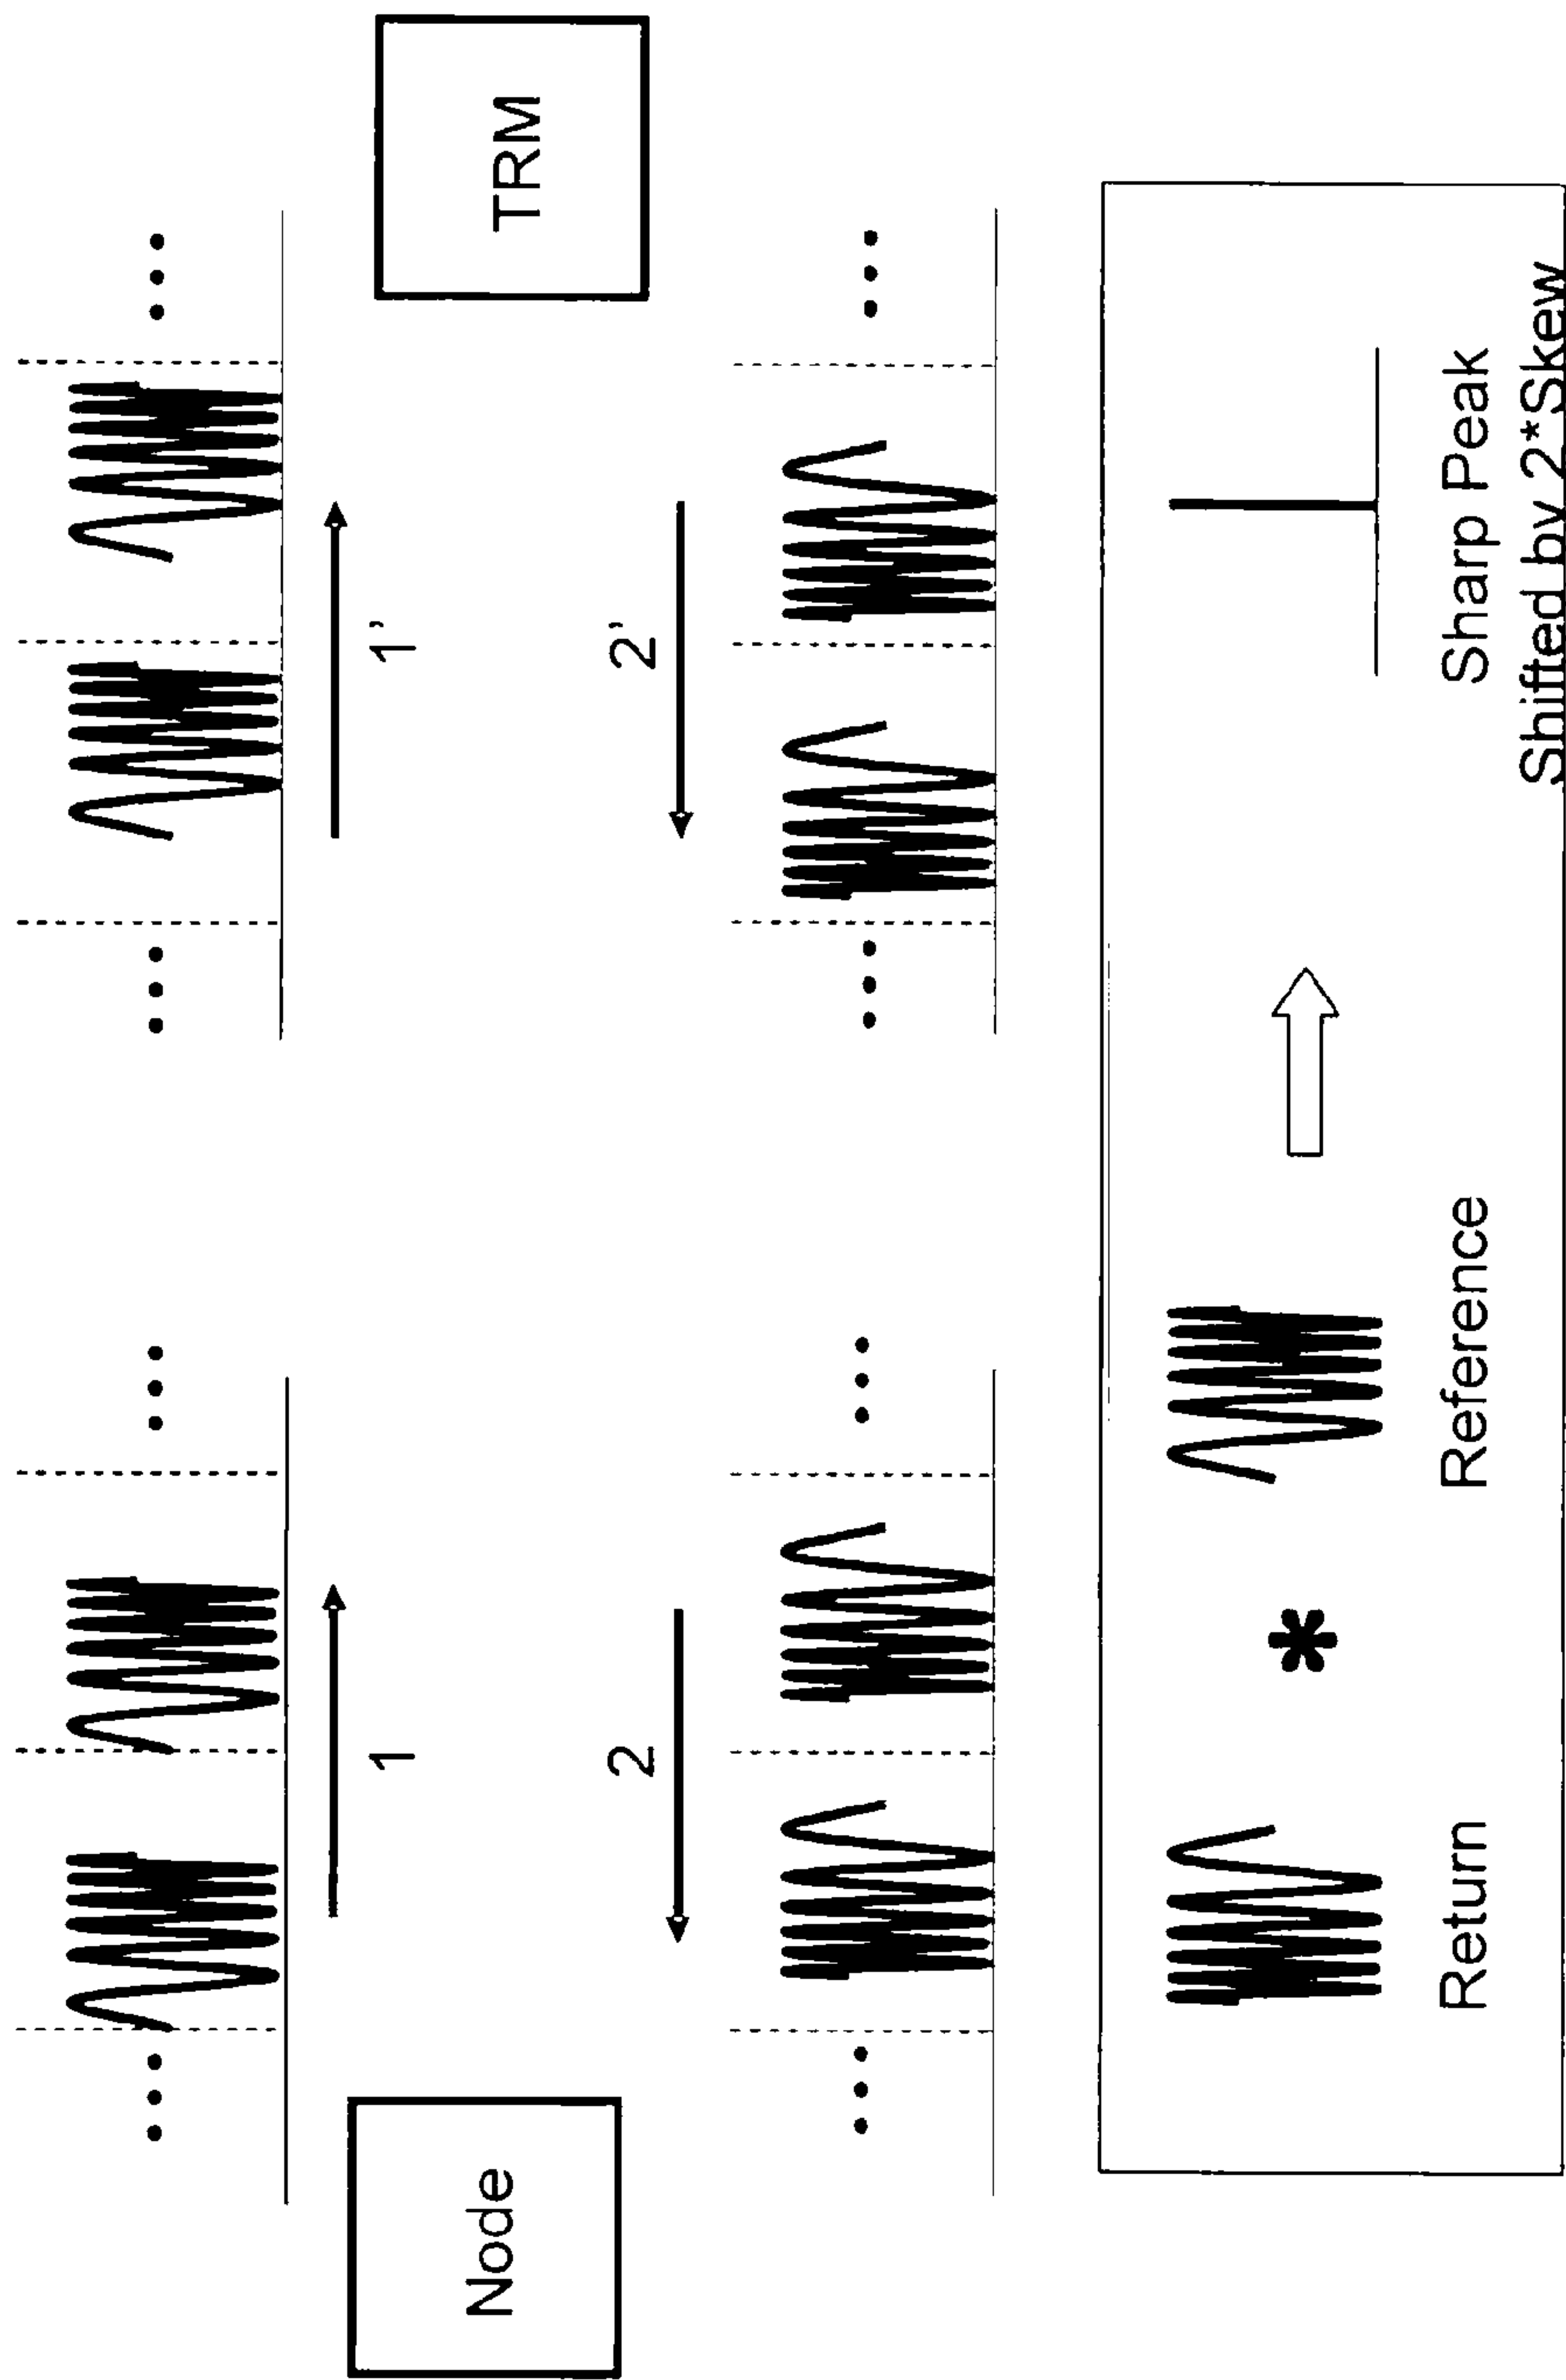 1
1'
Node
TRM
2
2'
Return
*
Reference
Sharp Peak
Shifted by 2*Skew